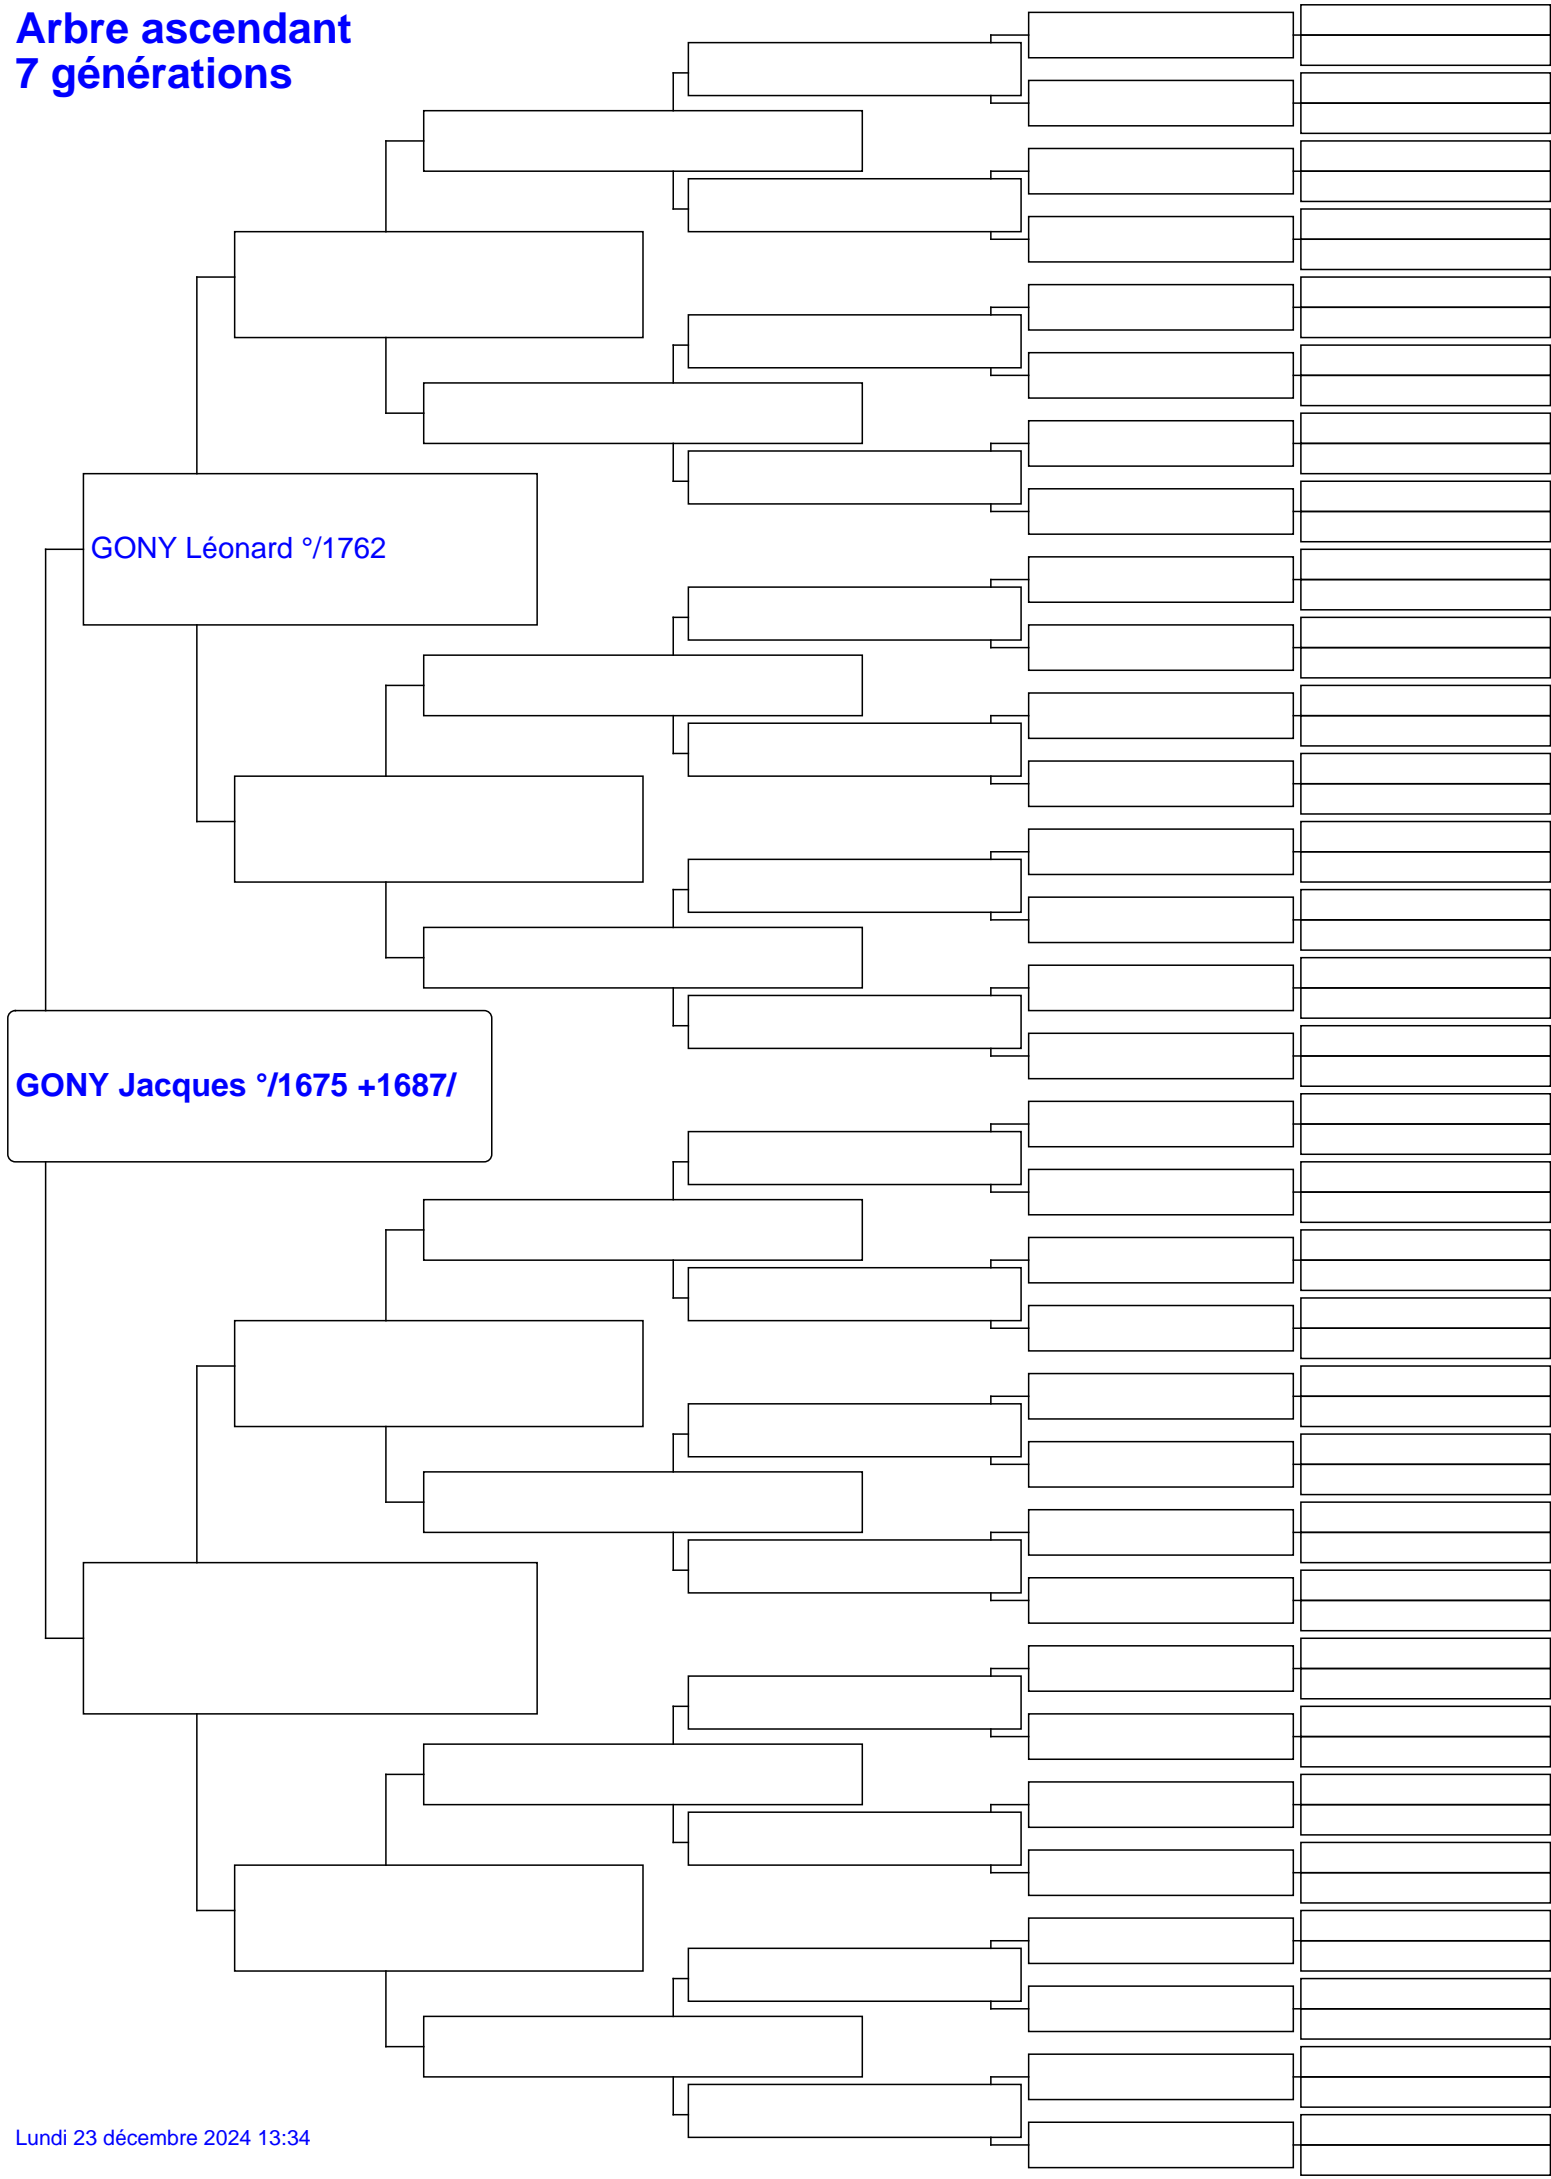 Arbre ascendant
7 générations
GONY Léonard °/1762
GONY Jacques °/1675 +1687/
Lundi 23 décembre 2024 13:34